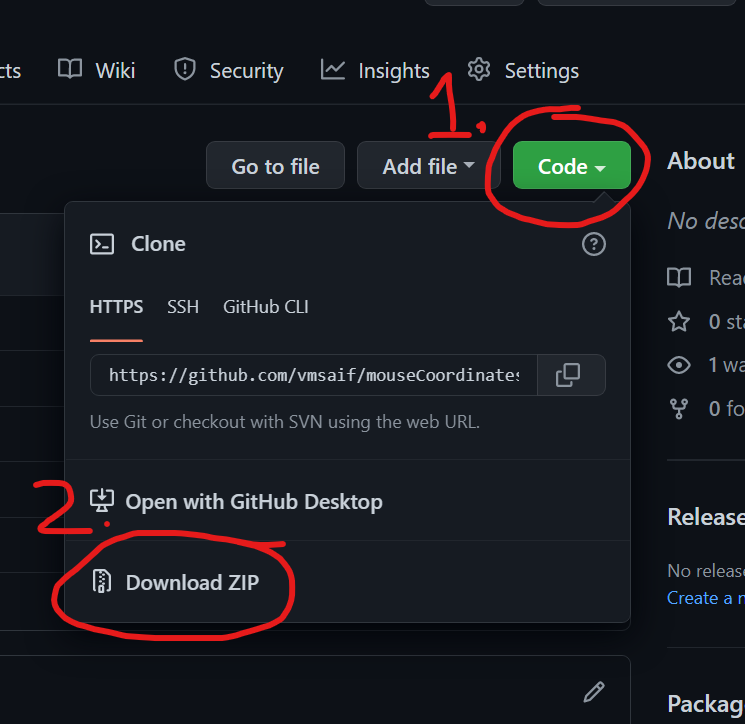 cts Wiki Security Insights Settings
1.
Go to file Add file Code
About
No desc
Clone
HTTPS SSH GitHub CLI
Read
0 sta
https://github.com/vmsaif/mouseCoordinates
1 wa
0 fo
Use Git or checkout with SVN using the web URL.
2.
Open with GitHub Desktop
Release
Download ZIP
No release
Create a n
Packag